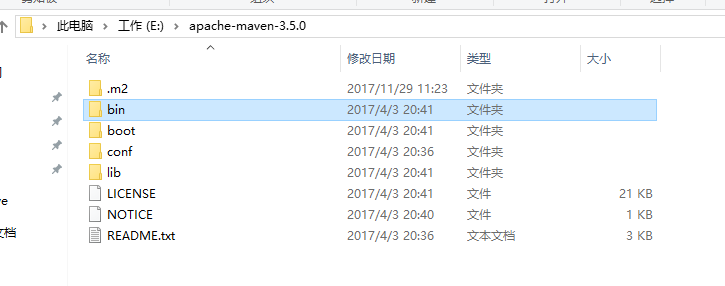 此电脑 > 工作 (E:) > apache-maven-3.5.0
名称 修改日期 类型 大小
.m2 2017/11/29 11:23 文件夹
bin 2017/4/3 20:41 文件夹
boot 2017/4/3 20:41 文件夹
conf 2017/4/3 20:36 文件夹
lib 2017/4/3 20:41 文件夹
LICENSE 2017/4/3 20:41 文件 21 KB
NOTICE 2017/4/3 20:40 文件 1 KB
README.txt 2017/4/3 20:36 文本文档 3 KB
文档